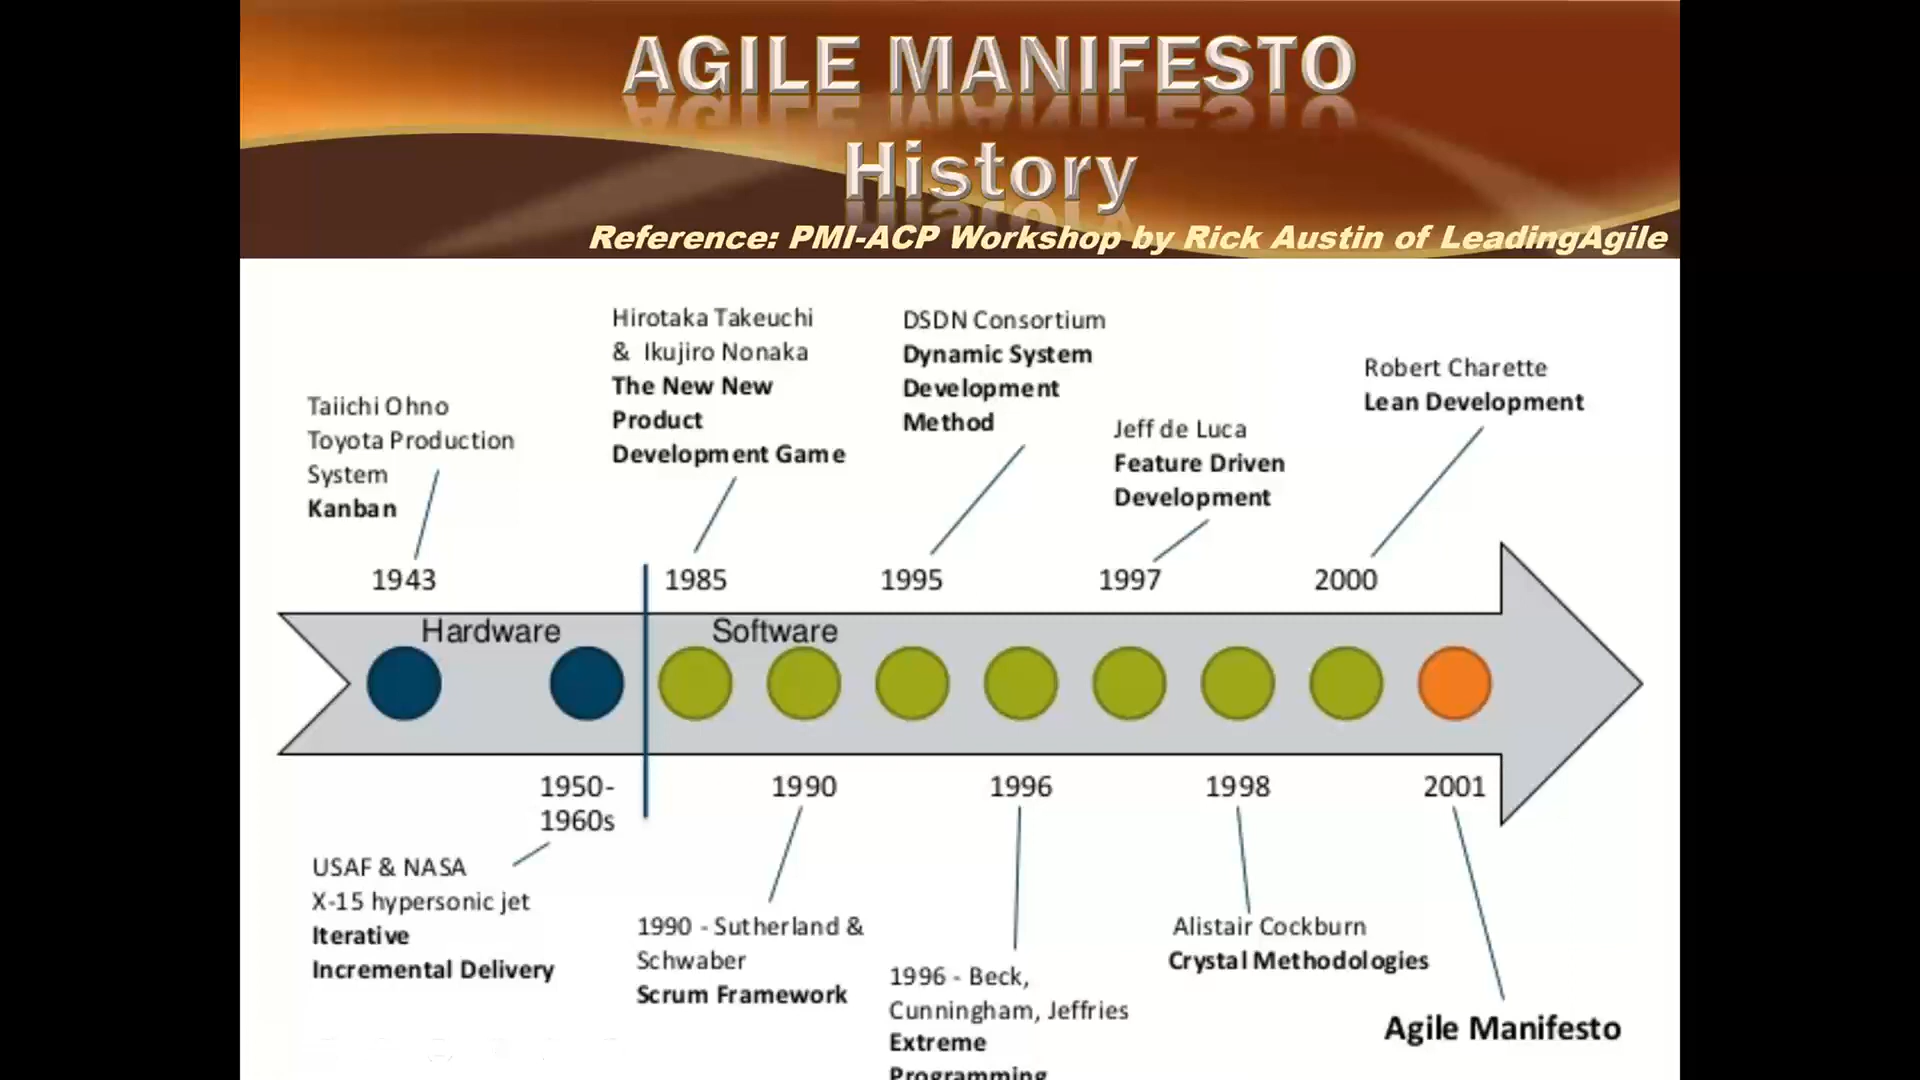 AGILE MANIFESTO
History
Reference: PMI-ACP Workshop by Rick Austin of LeadingAgile
Taiichi Ohno
Toyota Production
System
Kanban
Hirotaka Takeuchi
& Ikujiro Nonaka
The New New
Product
Development Game
DSDN Consortium
Dynamic System
Development
Method
Jeff de Luca
Feature Driven
Development
Robert Charette
Lean Development
1943
1985
1995
1997
2000
Hardware
Software
1950-
1960s
1990
1996
1998
2001
USAF & NASA
X-15 hypersonic jet
Iterative
Incremental Delivery
1990 - Sutherland &
Schwaber
Scrum Framework
1996 - Beck,
Cunningham, Jeffries
Extreme
Programming
Alistair Cockburn
Crystal Methodologies
Agile Manifesto